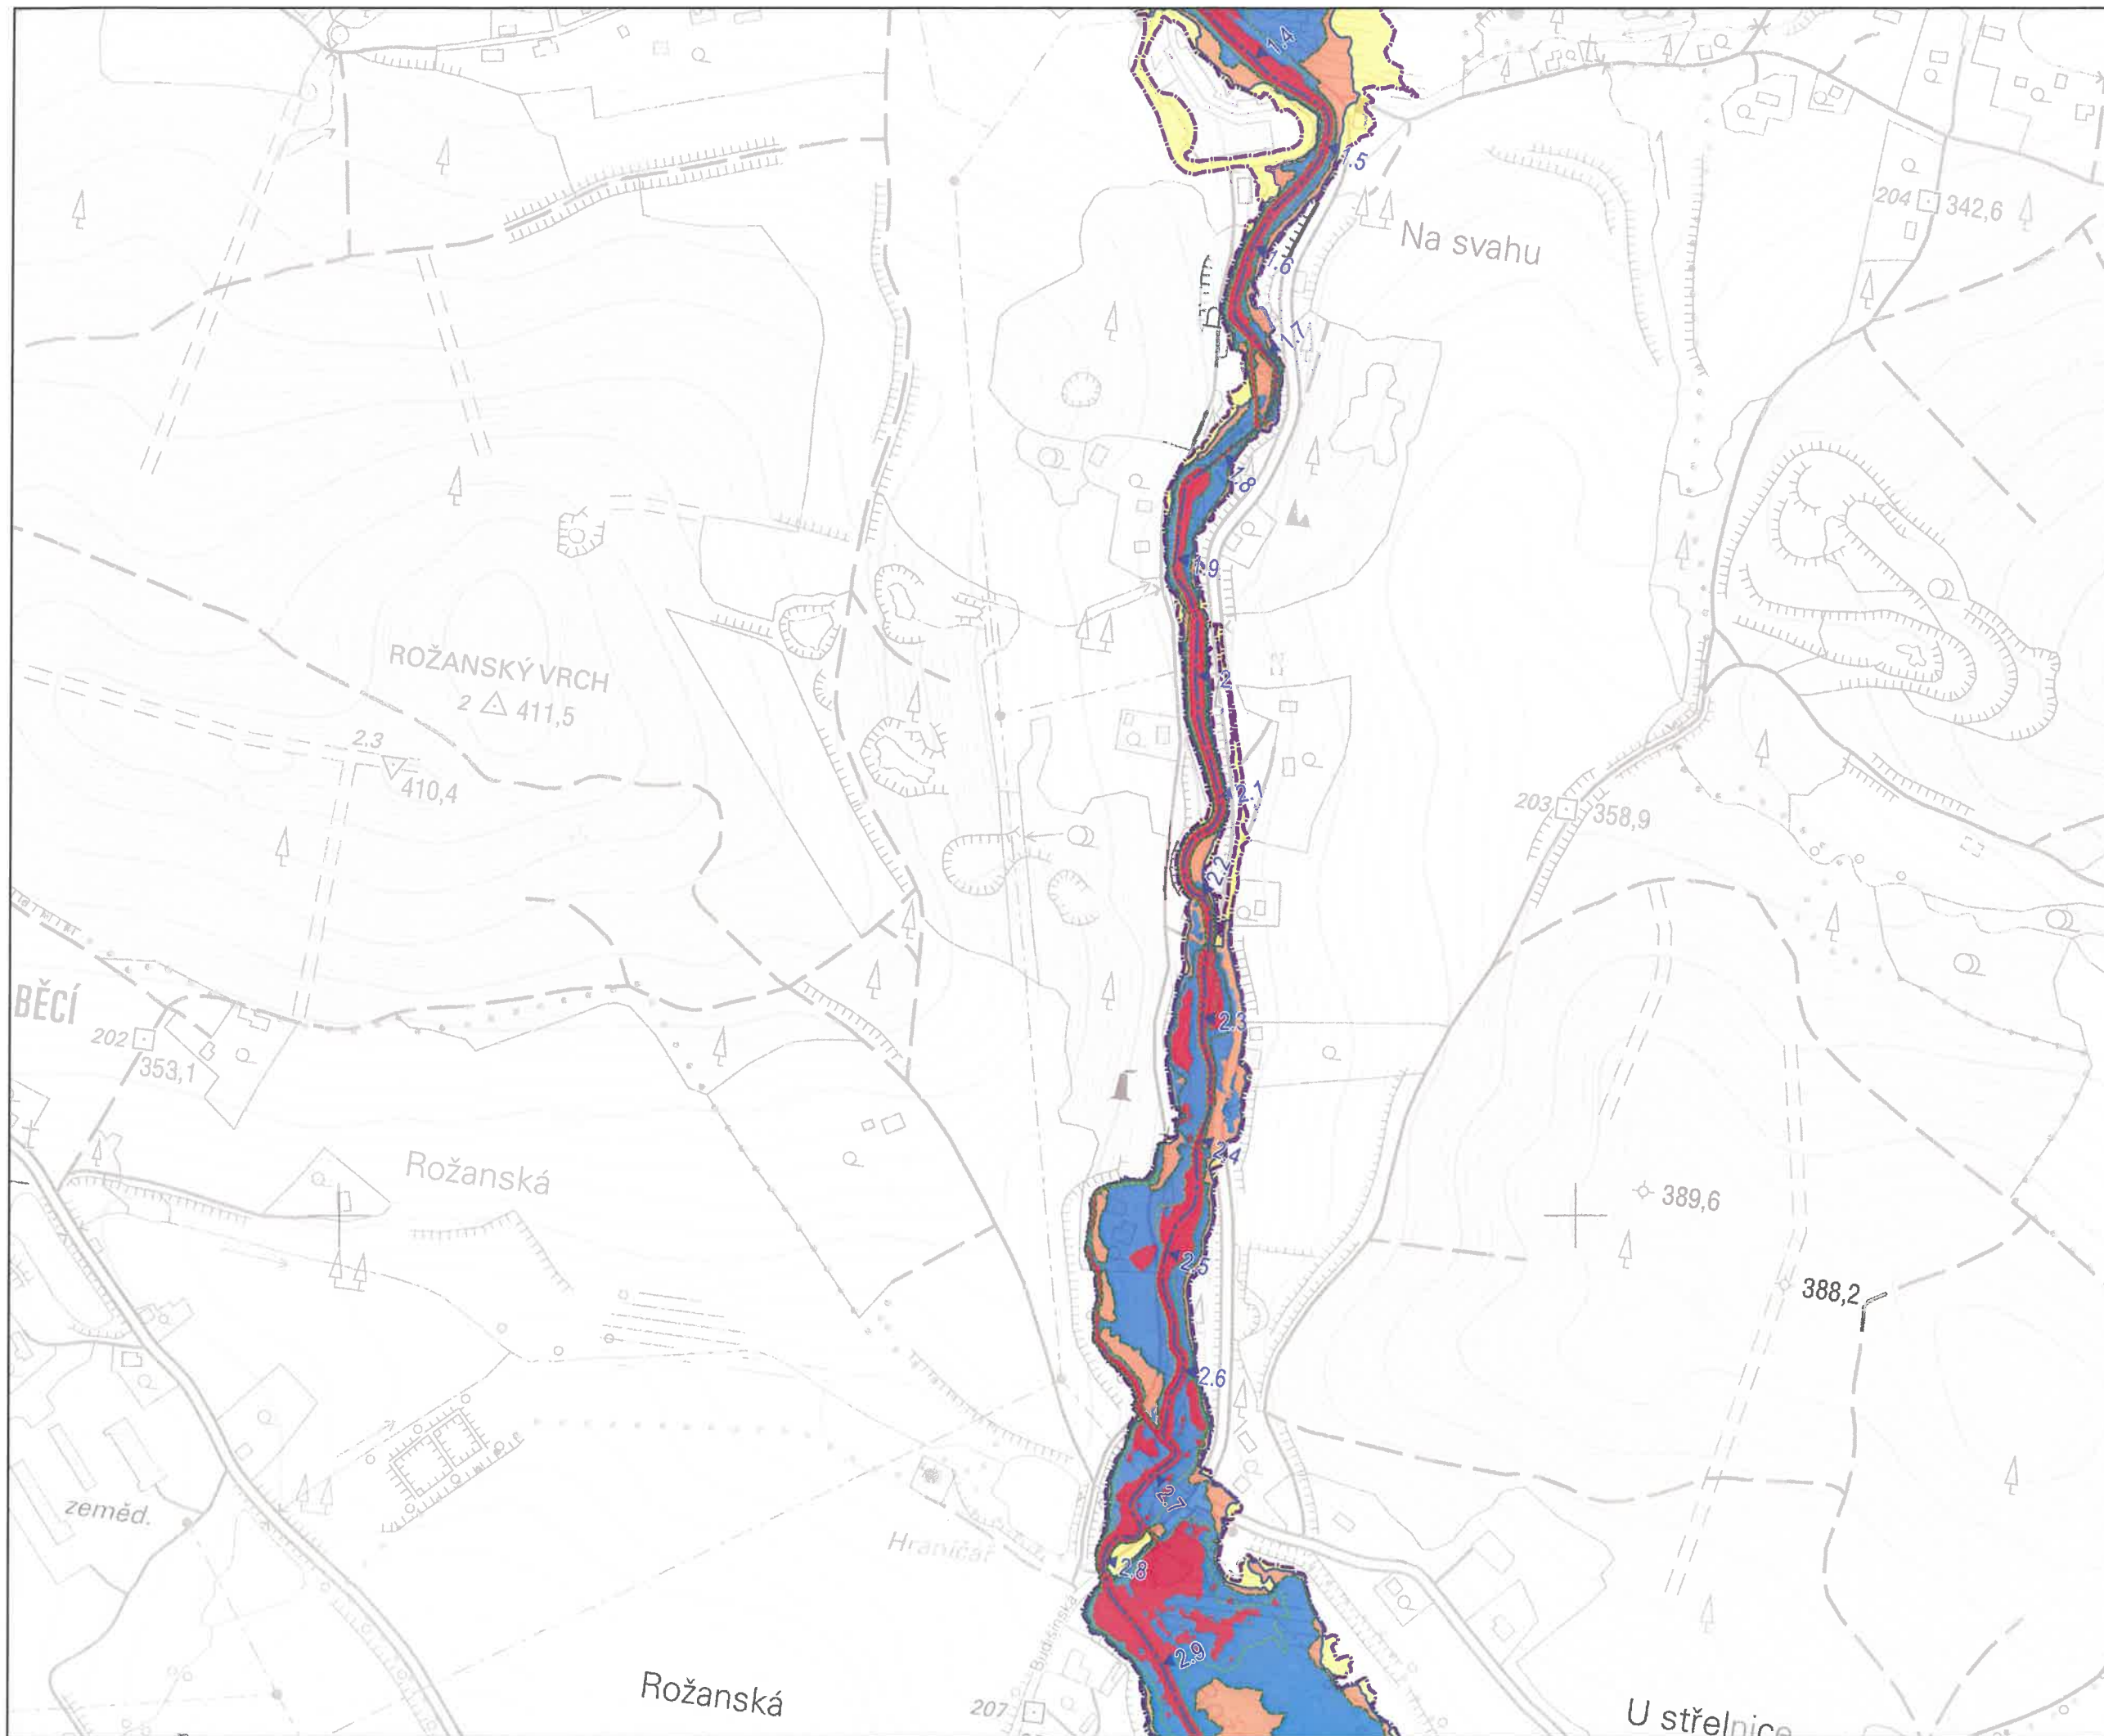 1.4
1.5
204 342,6
Na svahu
1.6
1.7
1.8
1.9
ROŽANSKÝ VRCH
2 411,5
2
2.3
410,4
2.1
203 358,9
2.2
BĚCÍ
202
353,1
2.3
2.4
Rožanská
389,6
2.5
388,2
2.6
2.7
zeměd.
Hraničář
2.8
Budišínská
2.9
Rožanská
207
U střelnice